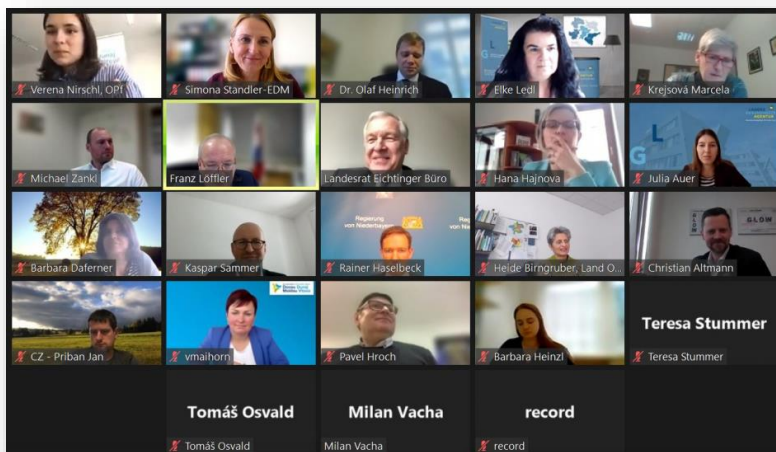 Verena Nirschl, OPf
Simona Standler-EDM
Dr. Olaf Heinrich
Elke Ledl
Krejsová Marcela
Michael Zankl
Franz Löffler
Landesrat Eichtinger Büro
Hana Hajnova
Julia Auer
Barbara Daferner
Kaspar Sammer
Regierung
von Niederbayern
Rainer Haselbeck
Heide Birngruber, Land O...
Christian Altmann
CZ - Priban Jan
vmaihorn
Pavel Hroch
Barbara Heinzl
Teresa Stummer
Teresa Stummer
Tomáš Osvald
Milan Vacha
record
Tomáš Osvald
Milan Vacha
record